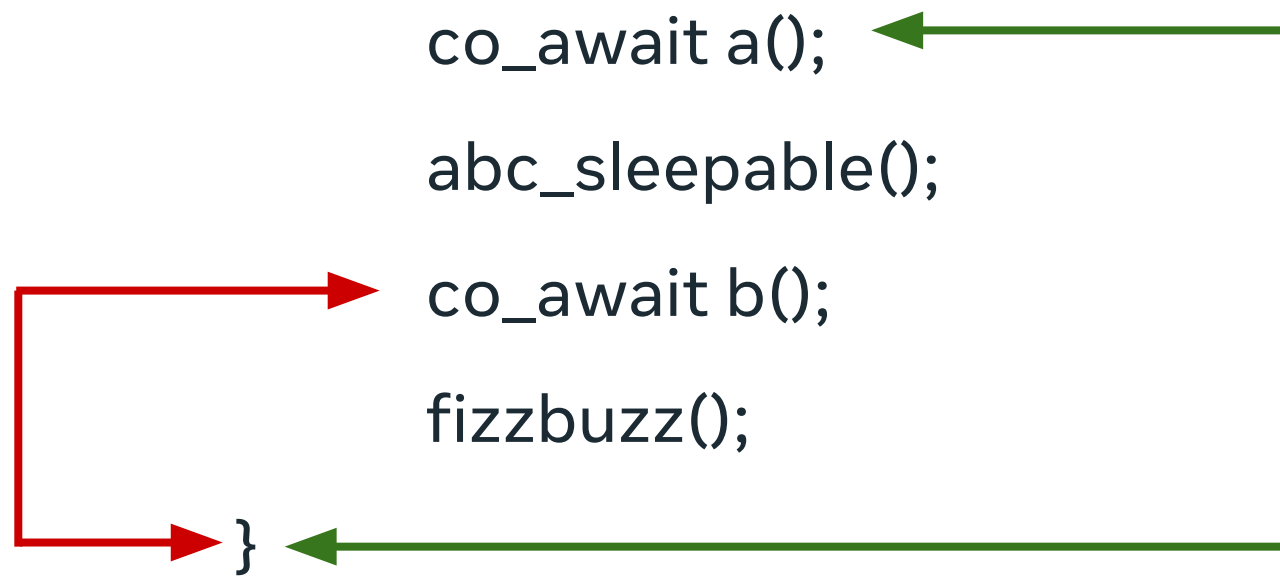 co_await a();
abc_sleepable();
co_await b();
fizzbuzz();
}